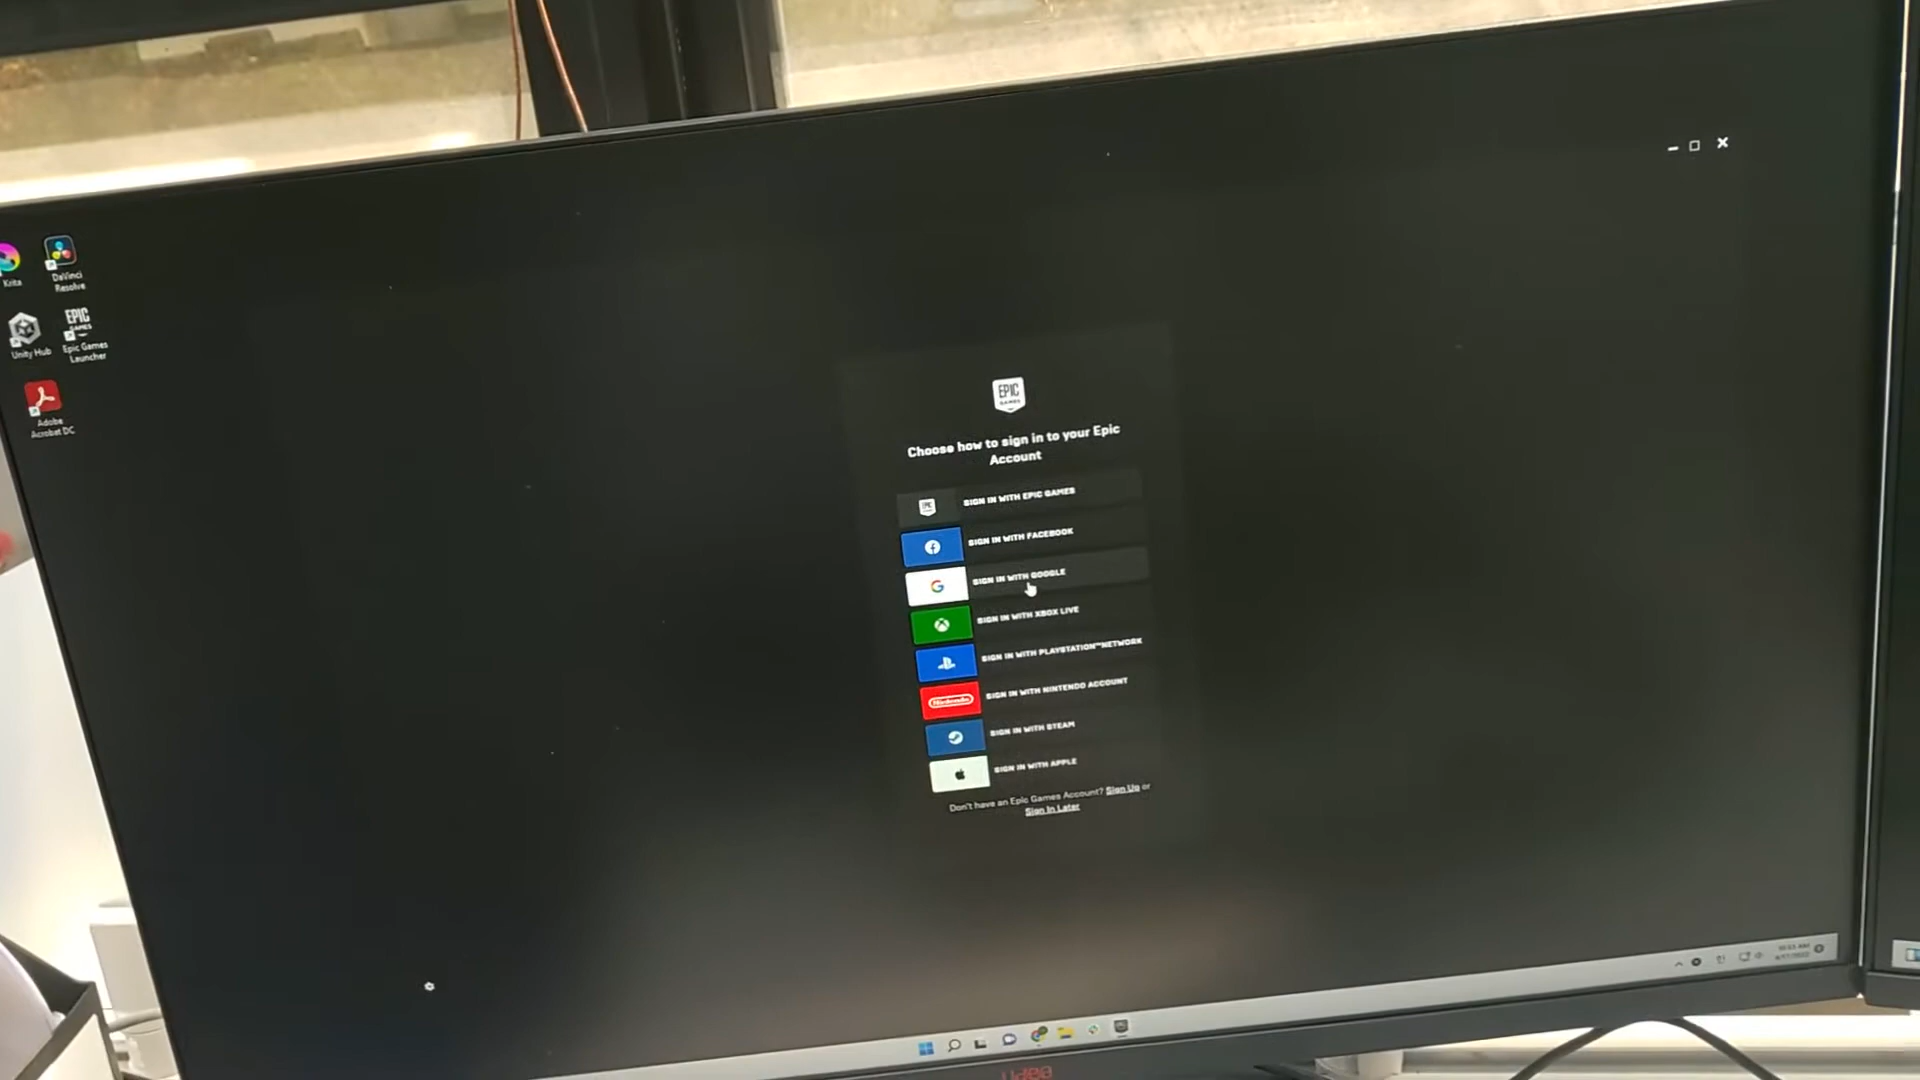 Krita
DaVinci
Resolve
Unity Hub
EPIC
GAMES
Epic Games
Launcher
Adobe
Acrobat DC
EPIC
GAMES
Choose how to sign in to your Epic
Account
EPIC
SIGN IN WITH EPIC GAMES
SIGN IN WITH FACEBOOK
SIGN IN WITH GOOGLE
SIGN IN WITH XBOX LIVE
SIGN IN WITH PLAYSTATION™NETWORK
Nintendo
SIGN IN WITH NINTENDO ACCOUNT
SIGN IN WITH STEAM
SIGN IN WITH APPLE
Don't have an Epic Games Account? Sign Up or
Sign In Later